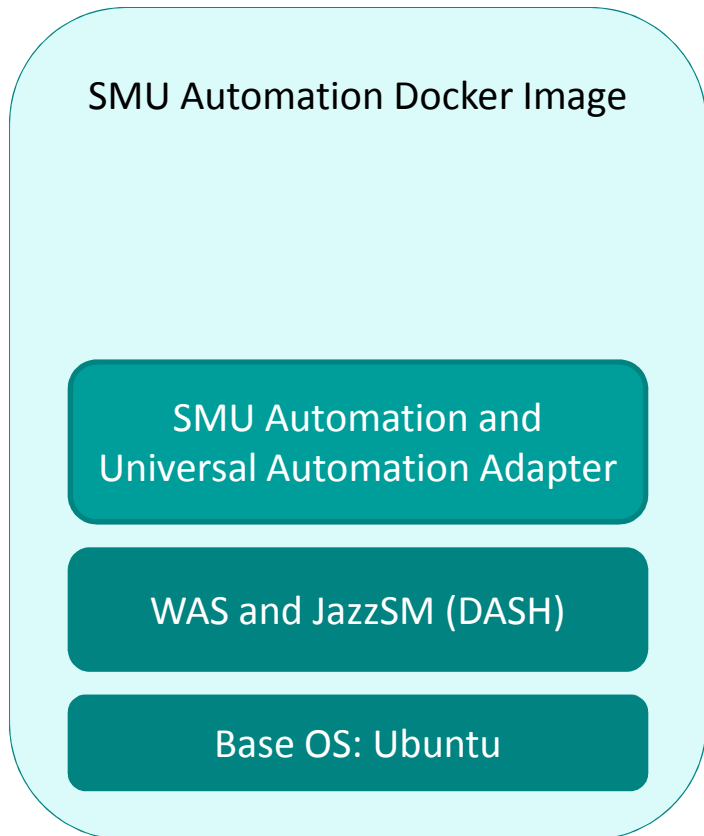 SMU Automation Docker Image
SMU Automation and
Universal Automation Adapter
WAS and JazzSM (DASH)
Base OS: Ubuntu